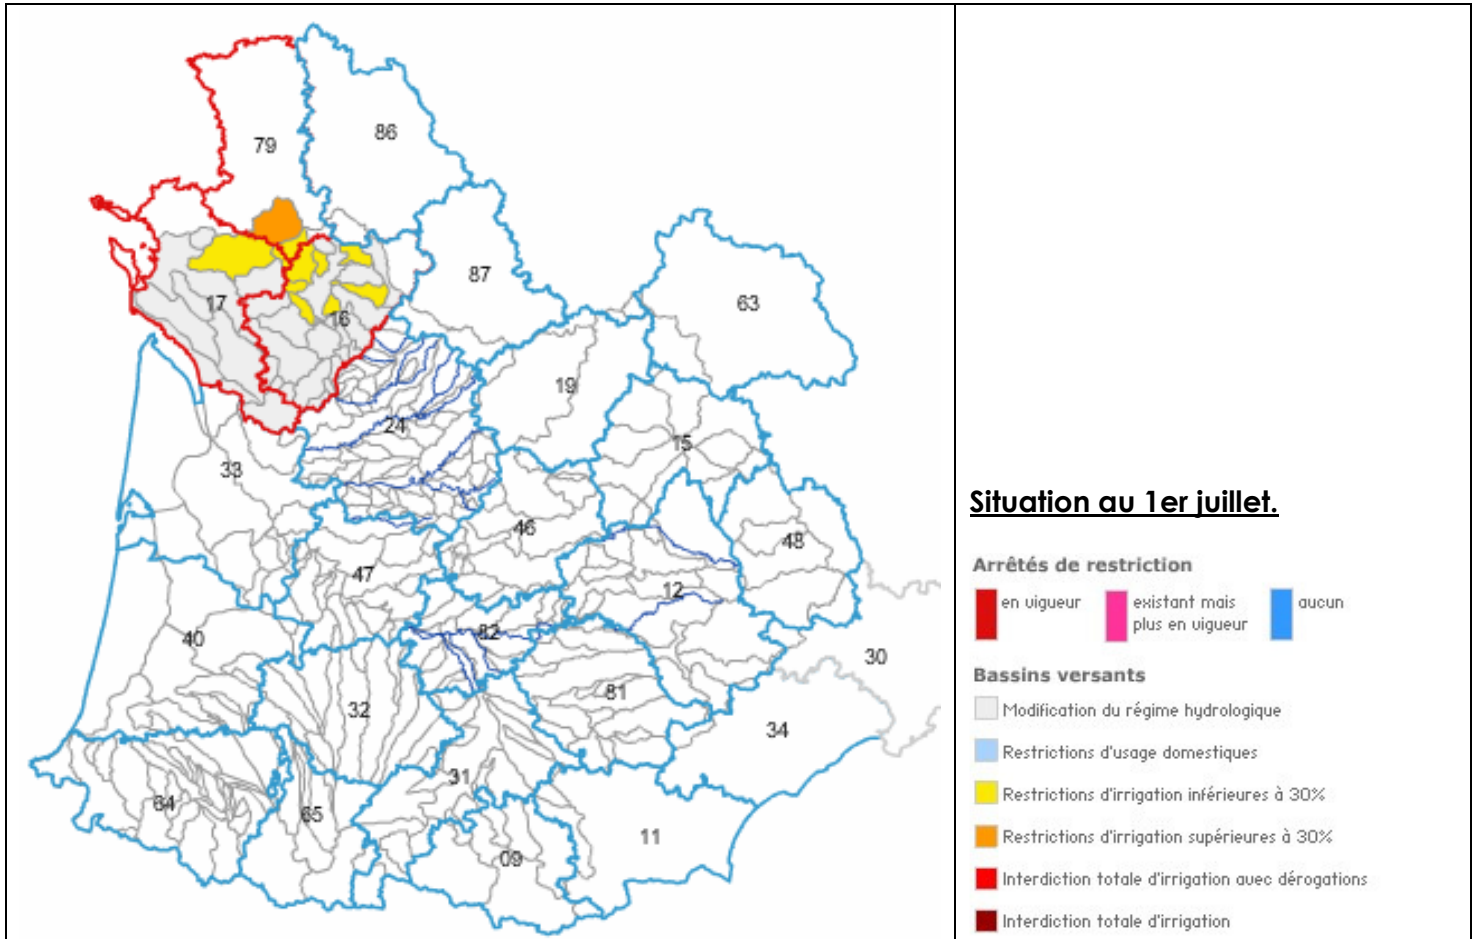 79
86
87
63
17
16
19
24
15
33
46
48
47
12
40
82
30
81
32
34
31
64
65
11
09
Situation au 1er juillet.
Arrêtés de restriction
en vigueur
existant mais
plus en vigueur
aucun
Bassins versants
Modification du régime hydrologique
Restrictions d'usage domestiques
Restrictions d'irrigation inférieures à 30%
Restrictions d'irrigation supérieures à 30%
Interdiction totale d'irrigation avec dérogations
Interdiction totale d'irrigation